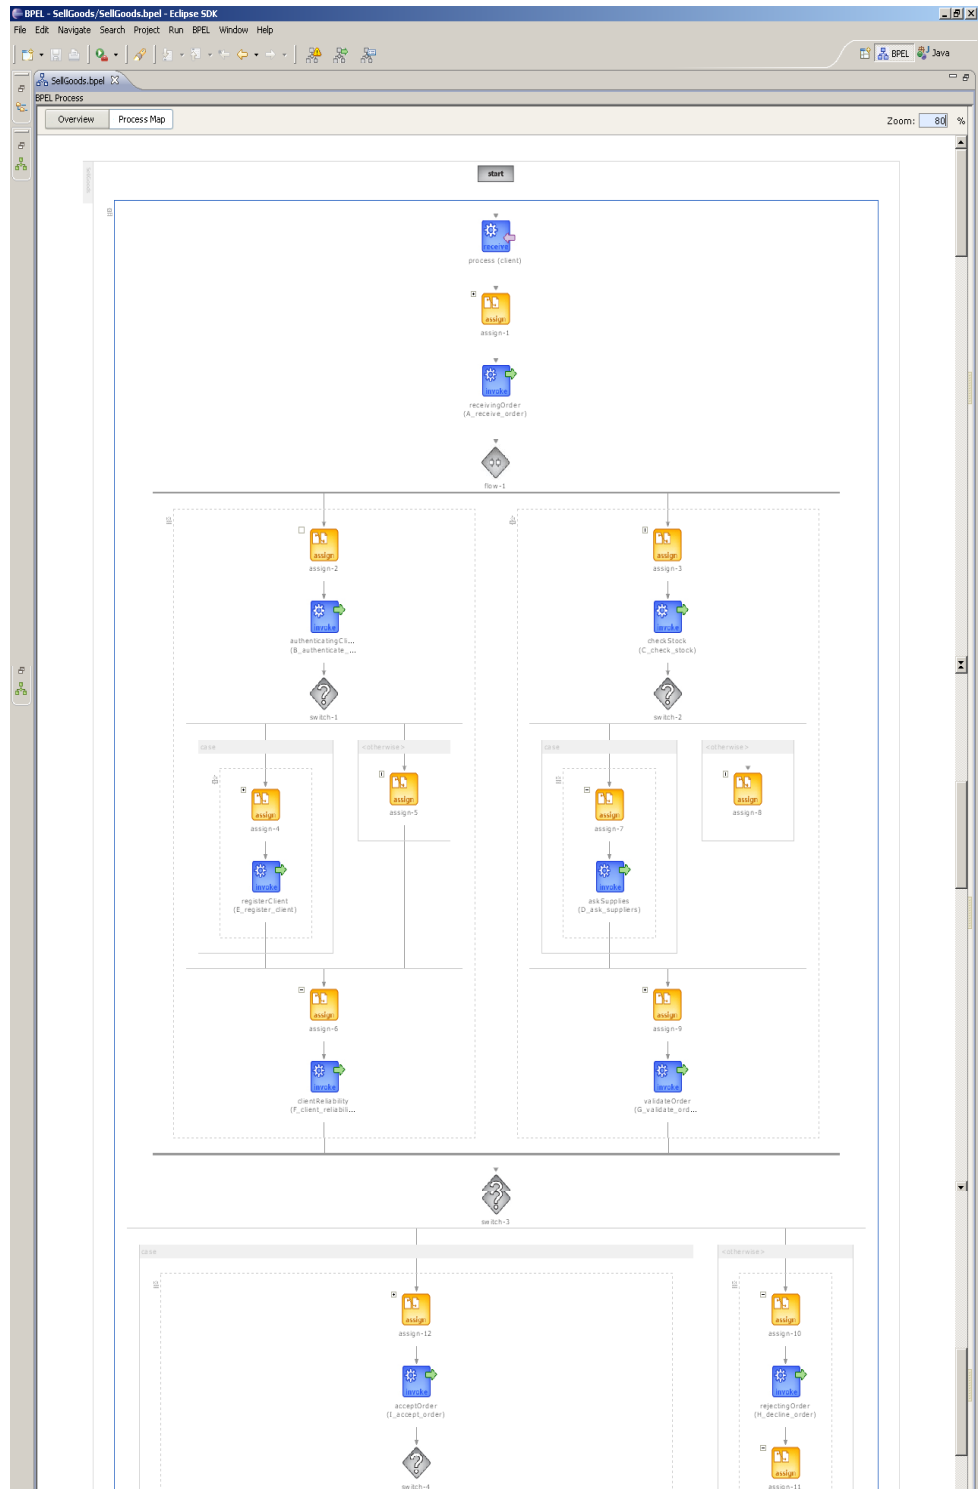 BPEL - SellGoods/SellGoods.bpel - Eclipse SDK
File Edit Navigate Search Project Run BPEL Window Help
BPEL Java
SellGoods.bpel
BPEL Process
Overview Process Map Zoom: 80 %
start
receive
process (client)
assign
assign-1
invoke
receivingOrder
(A_receive_order)
flow-1
assign assign
assign-2 assign-3
invoke invoke
authenticatingCli... checkStock
(B_authenticate_... (C_check_stock)
switch-1 switch-2
case <otherwise> case <otherwise>
assign assign assign assign
assign-4 assign-5 assign-7 assign-8
invoke invoke
registerClient askSupplies
(E_register_client) (D_ask_suppliers)
assign assign
assign-6 assign-9
invoke invoke
clientReliability validateOrder
(F_client_reliabili... (G_validate_ord...
switch-3
case <otherwise>
assign assign
assign-12 assign-10
invoke invoke
acceptOrder rejectingOrder
(I_accept_order) (H_decline_order)
assign
switch-4 assign-11